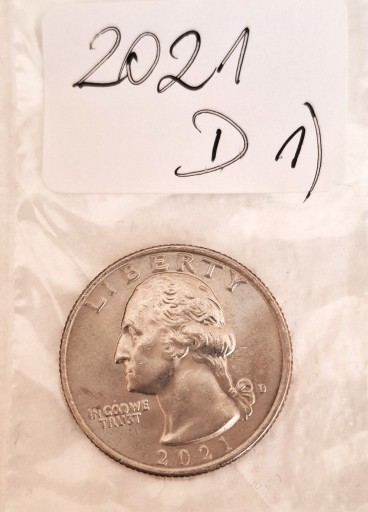 2021
D 1)
LIBERTY
IN GOD WE
TRUST
D
2021